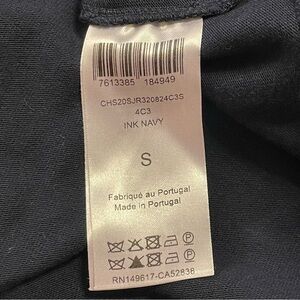 7613385 184949
CHS20SJR320824C3S
4C3
INK NAVY
S
Fabriqué au Portugal
Made in Portugal
RN149617-CA52838